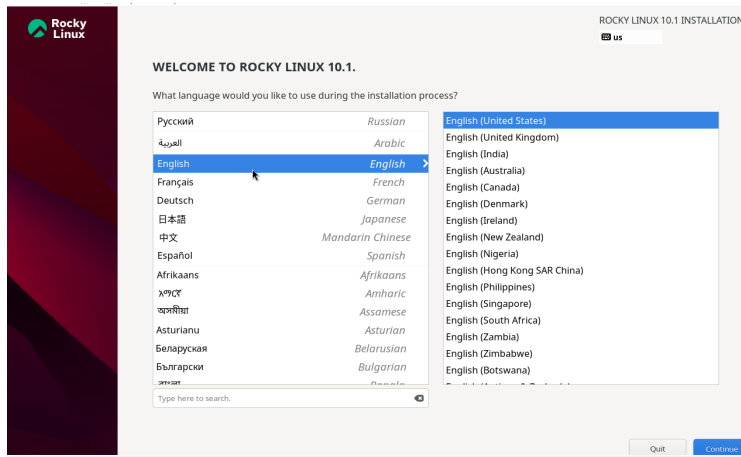 Rocky
Linux
ROCKY LINUX 10.1 INSTALLATION
us
WELCOME TO ROCKY LINUX 10.1.
What language would you like to use during the installation process?
Русский Russian
العربية Arabic
English English
Français French
Deutsch German
日本語 Japanese
中文 Mandarin Chinese
Español Spanish
Afrikaans Afrikaans
አማርኛ Amharic
অসমীয়া Assamese
Asturianu Asturian
Беларуская Belarusian
Български Bulgarian
English (United States)
English (United Kingdom)
English (India)
English (Australia)
English (Canada)
English (Denmark)
English (Ireland)
English (New Zealand)
English (Nigeria)
English (Hong Kong SAR China)
English (Philippines)
English (Singapore)
English (South Africa)
English (Zambia)
English (Zimbabwe)
English (Botswana)
Type here to search.
Quit
Continue